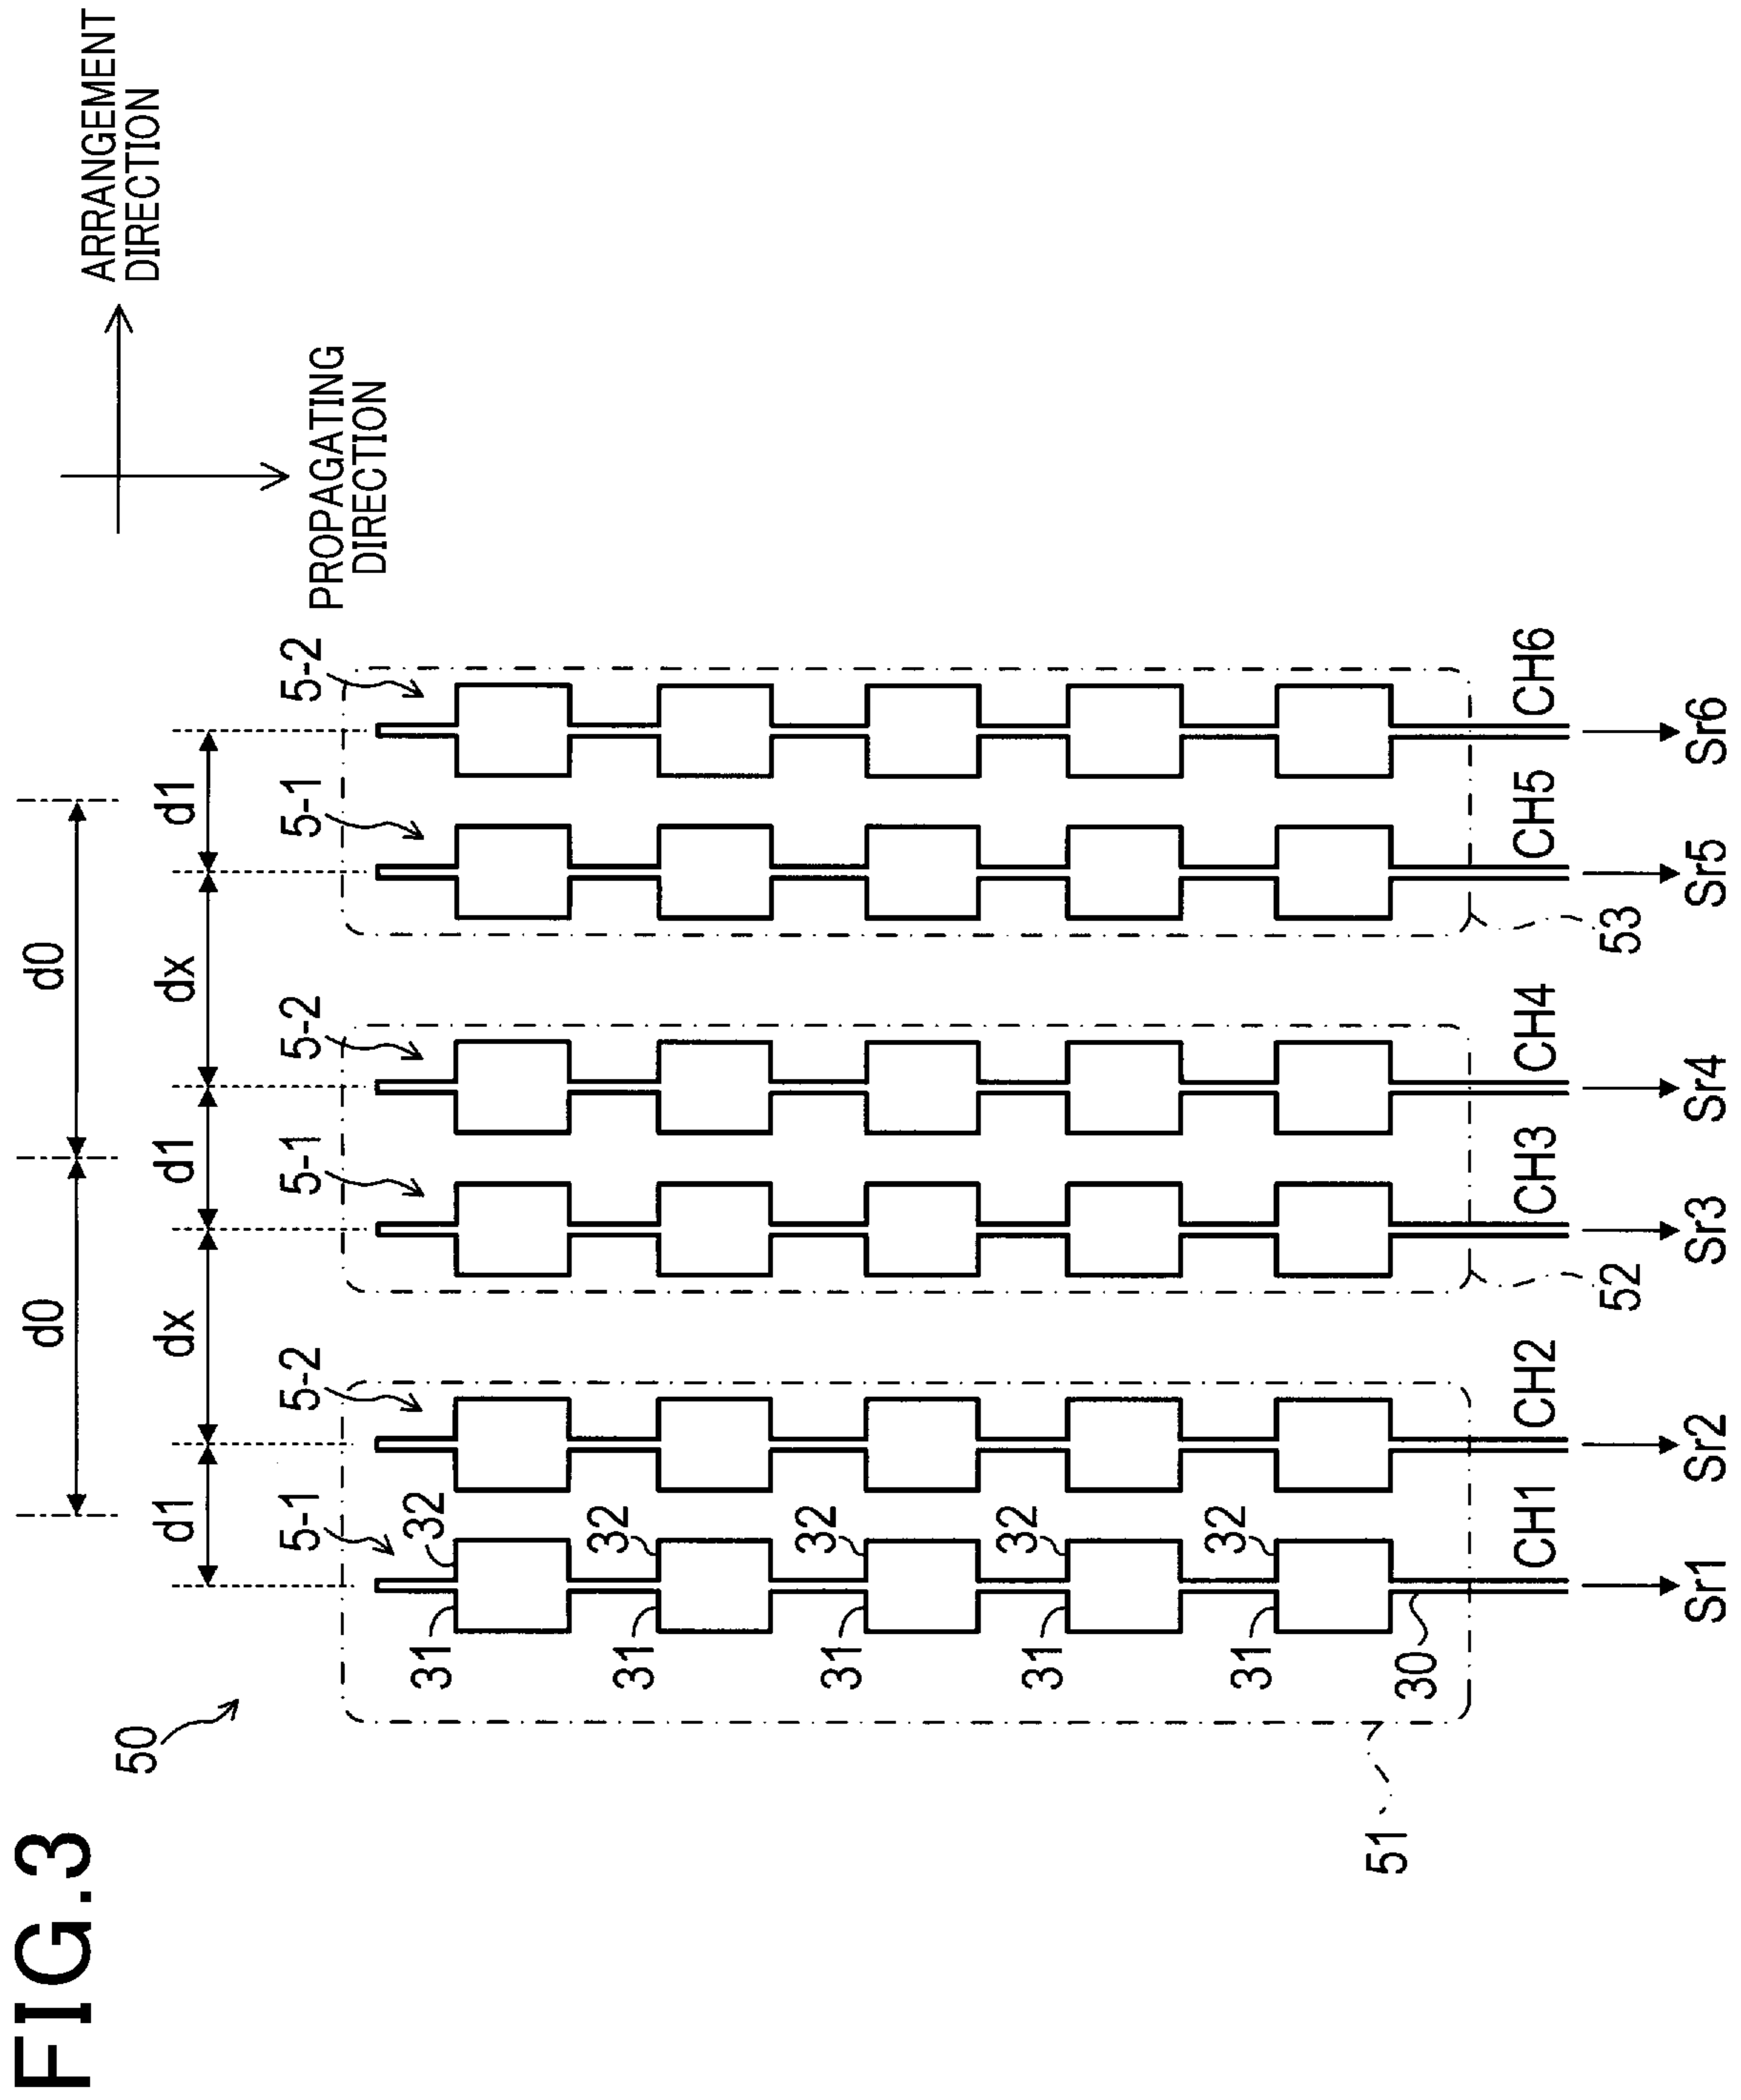 FIG.3
50
ARRANGEMENT
DIRECTION
PROPAGATING
DIRECTION
d0
d0
d1
dx
d1
dx
d1
5-1
5-2
5-1
5-2
5-1
5-2
31
32
31
32
31
32
31
32
31
32
30
51
52
53
CH1
CH2
CH3
CH4
CH5
CH6
Sr1
Sr2
Sr3
Sr4
Sr5
Sr6